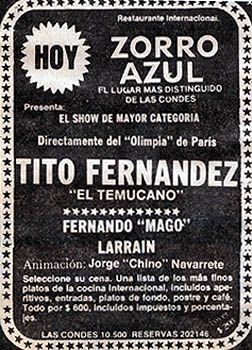 Restaurante Internacional.
HOY
ZORRO
AZUL
EL LUGAR MAS DISTINGUIDO
DE LAS CONDES
Presenta:
EL SHOW DE MAYOR CATEGORIA
Directamente del "Olimpia" de París
TITO FERNANDEZ
"EL TEMUCANO"
FERNANDO "MAGO"
LARRAIN
Animación: Jorge "Chino" Navarrete
Seleccione su cena. Una lista de los más finos
platos de la cocina Internacional, incluídos ape-
ritivos, entradas, platos de fondo, postre y café.
Todo por $ 600, incluídos impuestos y porcenta-
jes.
LAS CONDES 10.500 RESERVAS 202146